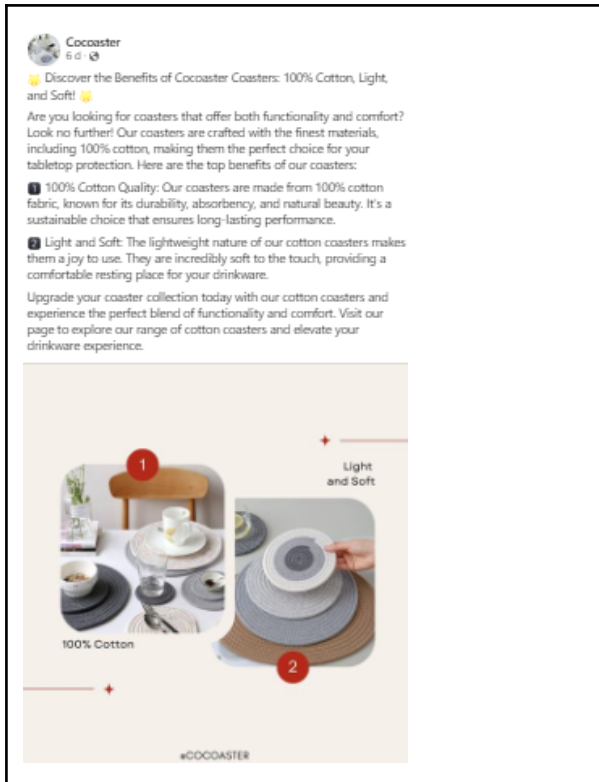 Cocoaster
6 d ·
🌟 Discover the Benefits of Cocoaster Coasters: 100% Cotton, Light,
and Soft! 🌟
Are you looking for coasters that offer both functionality and comfort?
Look no further! Our coasters are crafted with the finest materials,
including 100% cotton, making them the perfect choice for your
tabletop protection. Here are the top benefits of our coasters:
1 100% Cotton Quality: Our coasters are made from 100% cotton
fabric, known for its durability, absorbency, and natural beauty. It's a
sustainable choice that ensures long-lasting performance.
2 Light and Soft: The lightweight nature of our cotton coasters makes
them a joy to use. They are incredibly soft to the touch, providing a
comfortable resting place for your drinkware.
Upgrade your coaster collection today with our cotton coasters and
experience the perfect blend of functionality and comfort. Visit our
page to explore our range of cotton coasters and elevate your
drinkware experience.
1
Light
and Soft
100% Cotton
2
@COCOASTER